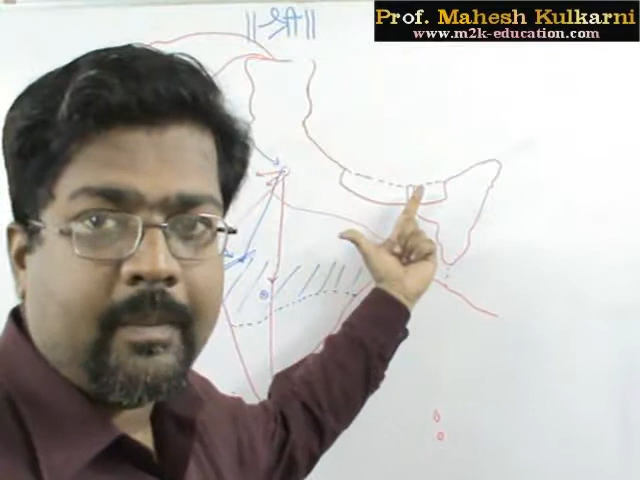 Prof. Mahesh Kulkarni
www.m2k-education.com
॥ श्री ॥